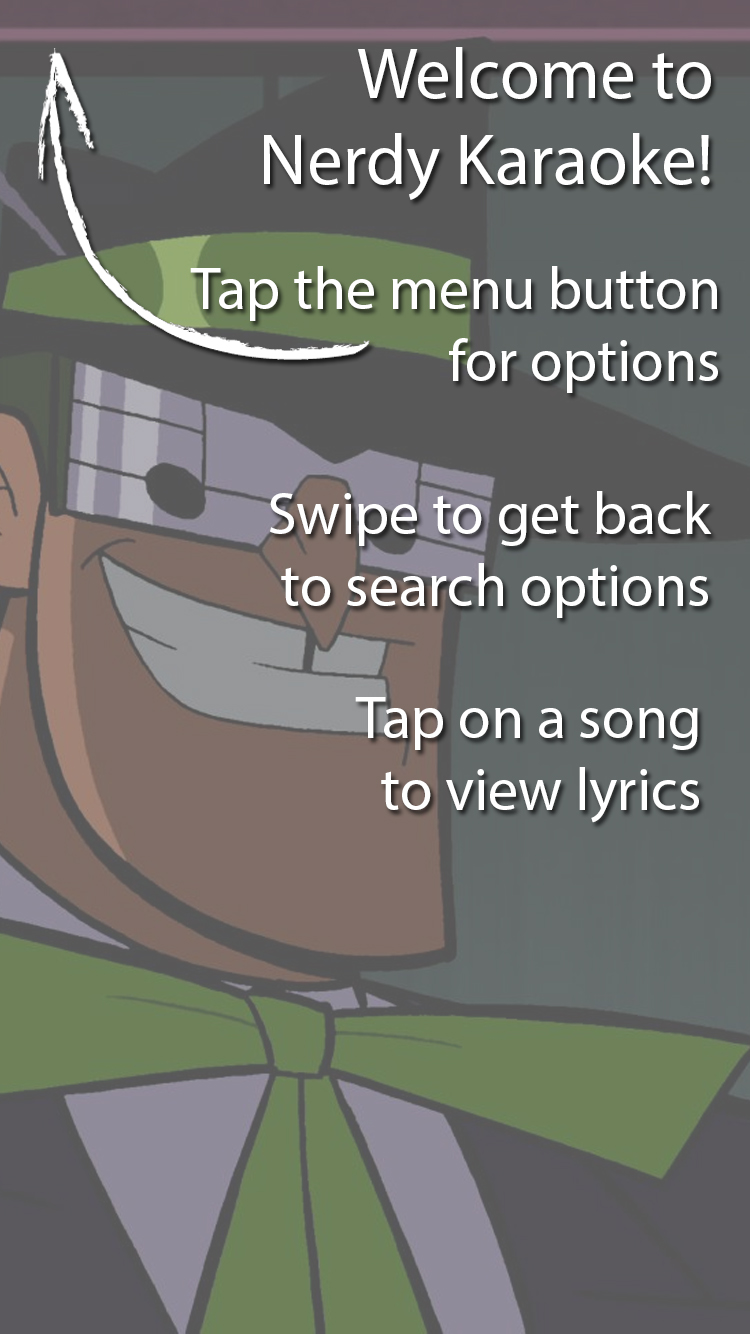 Welcome to
Nerdy Karaoke!
Tap the menu button
for options
Swipe to get back
to search options
Tap on a song
to view lyrics